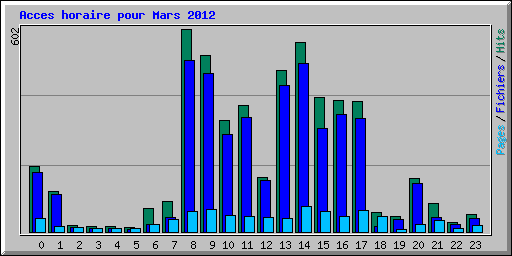 Acces horaire pour Mars 2012
602
Pages / Fichiers / Hits
0 1 2 3 4 5 6 7 8 9 10 11 12 13 14 15 16 17 18 19 20 21 22 23